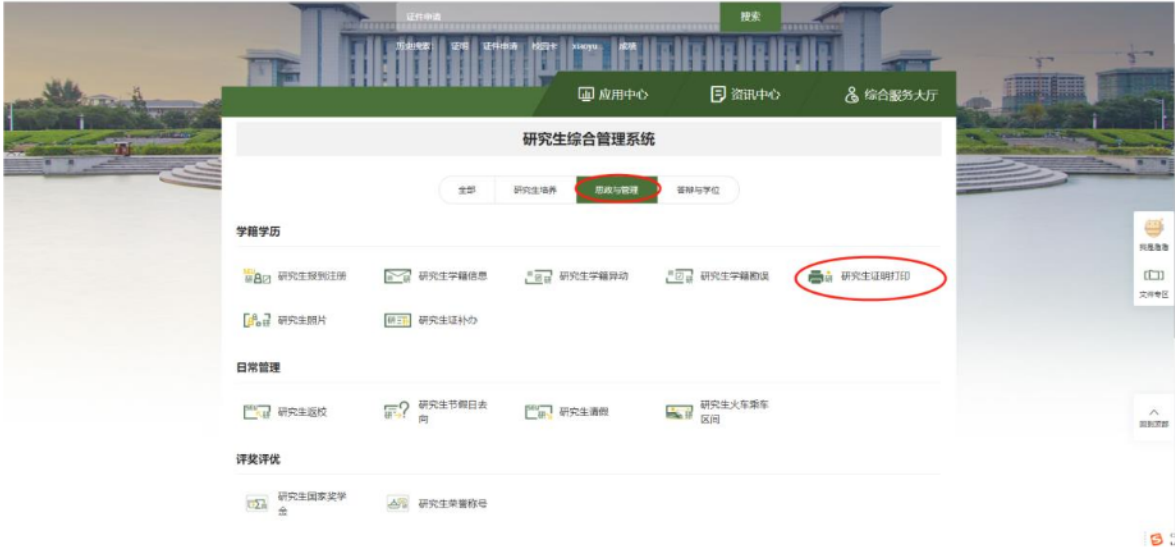 证件申请
搜索
历史搜索: 证明 证件申请 校园卡 xiaoyu 成绩
应用中心
资讯中心
综合服务大厅
研究生综合管理系统
全部
研究生培养
思政与管理
答辩与学位
学籍学历
研究生报到注册
研究生学籍信息
研究生学籍异动
研究生学籍勘误
研究生证明打印
研究生照片
研究生证补办
日常管理
研究生返校
研究生节假日去
向
研究生请假
研究生火车乘车
区间
评奖评优
研究生国家奖学
金
研究生荣誉称号
文件专区
回到顶部